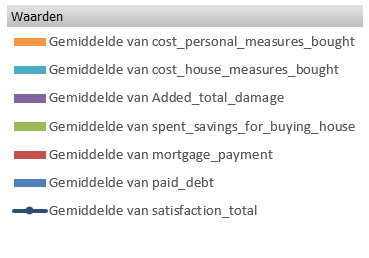 Waarden
Gemiddelde van cost_personal_measures_bought
Gemiddelde van cost_house_measures_bought
Gemiddelde van Added_total_damage
Gemiddelde van spent_savings_for_buying_house
Gemiddelde van mortgage_payment
Gemiddelde van paid_debt
Gemiddelde van satisfaction_total